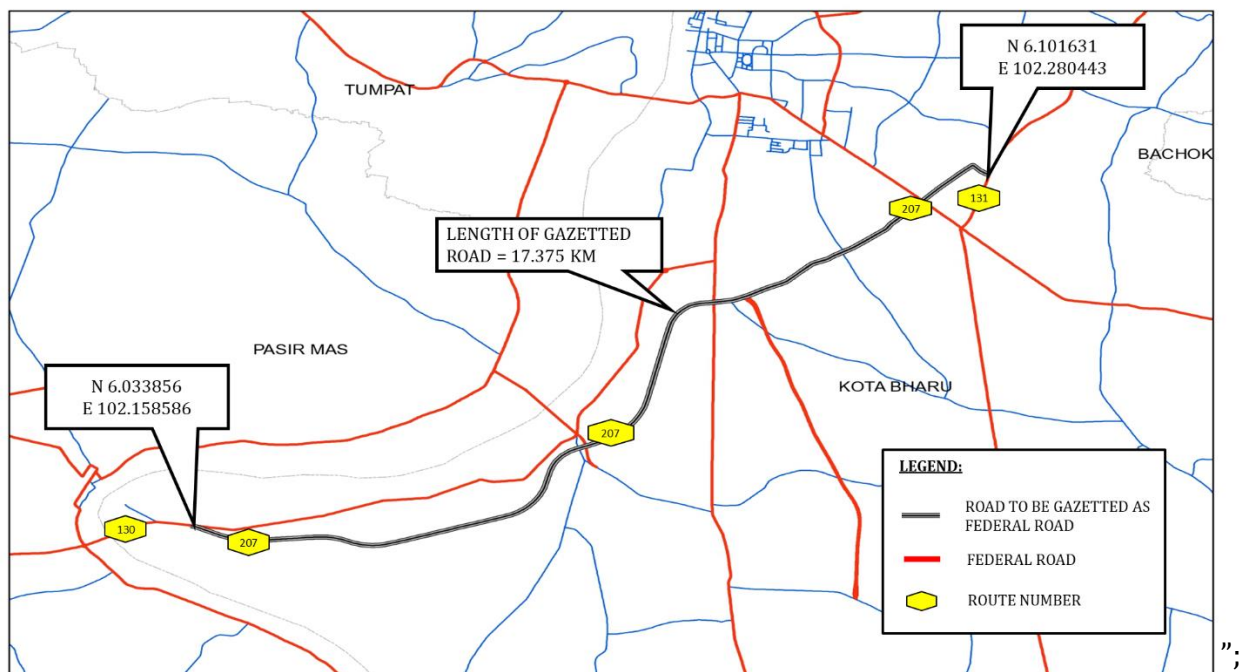 N 6.101631
E 102.280443
TUMPAT
BACHOK
207
131
LENGTH OF GAZETTED
ROAD = 17.375 KM
PASIR MAS
KOTA BHARU
N 6.033856
E 102.158586
207
130
207
LEGEND:
ROAD TO BE GAZETTED AS
FEDERAL ROAD
FEDERAL ROAD
ROUTE NUMBER
”;